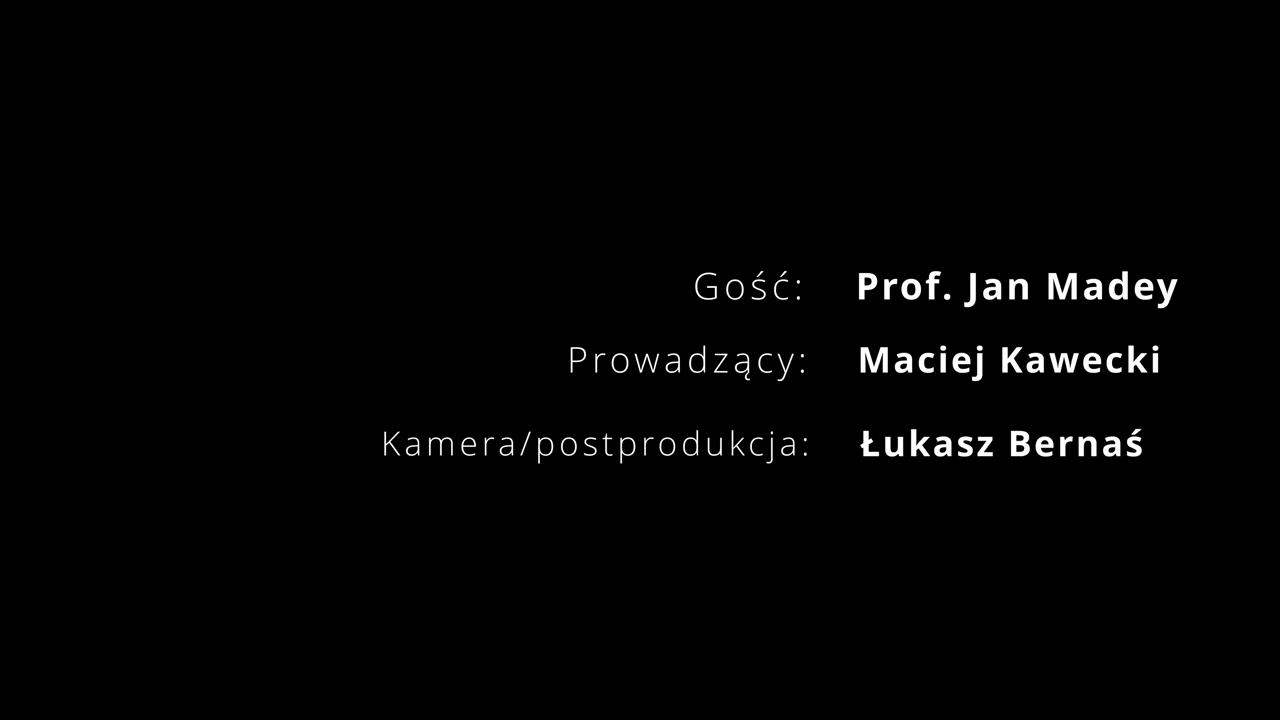 Gość: Prof. Jan Madey
Prowadzący: Maciej Kawecki
Kamera/postprodukcja: Łukasz Bernaś